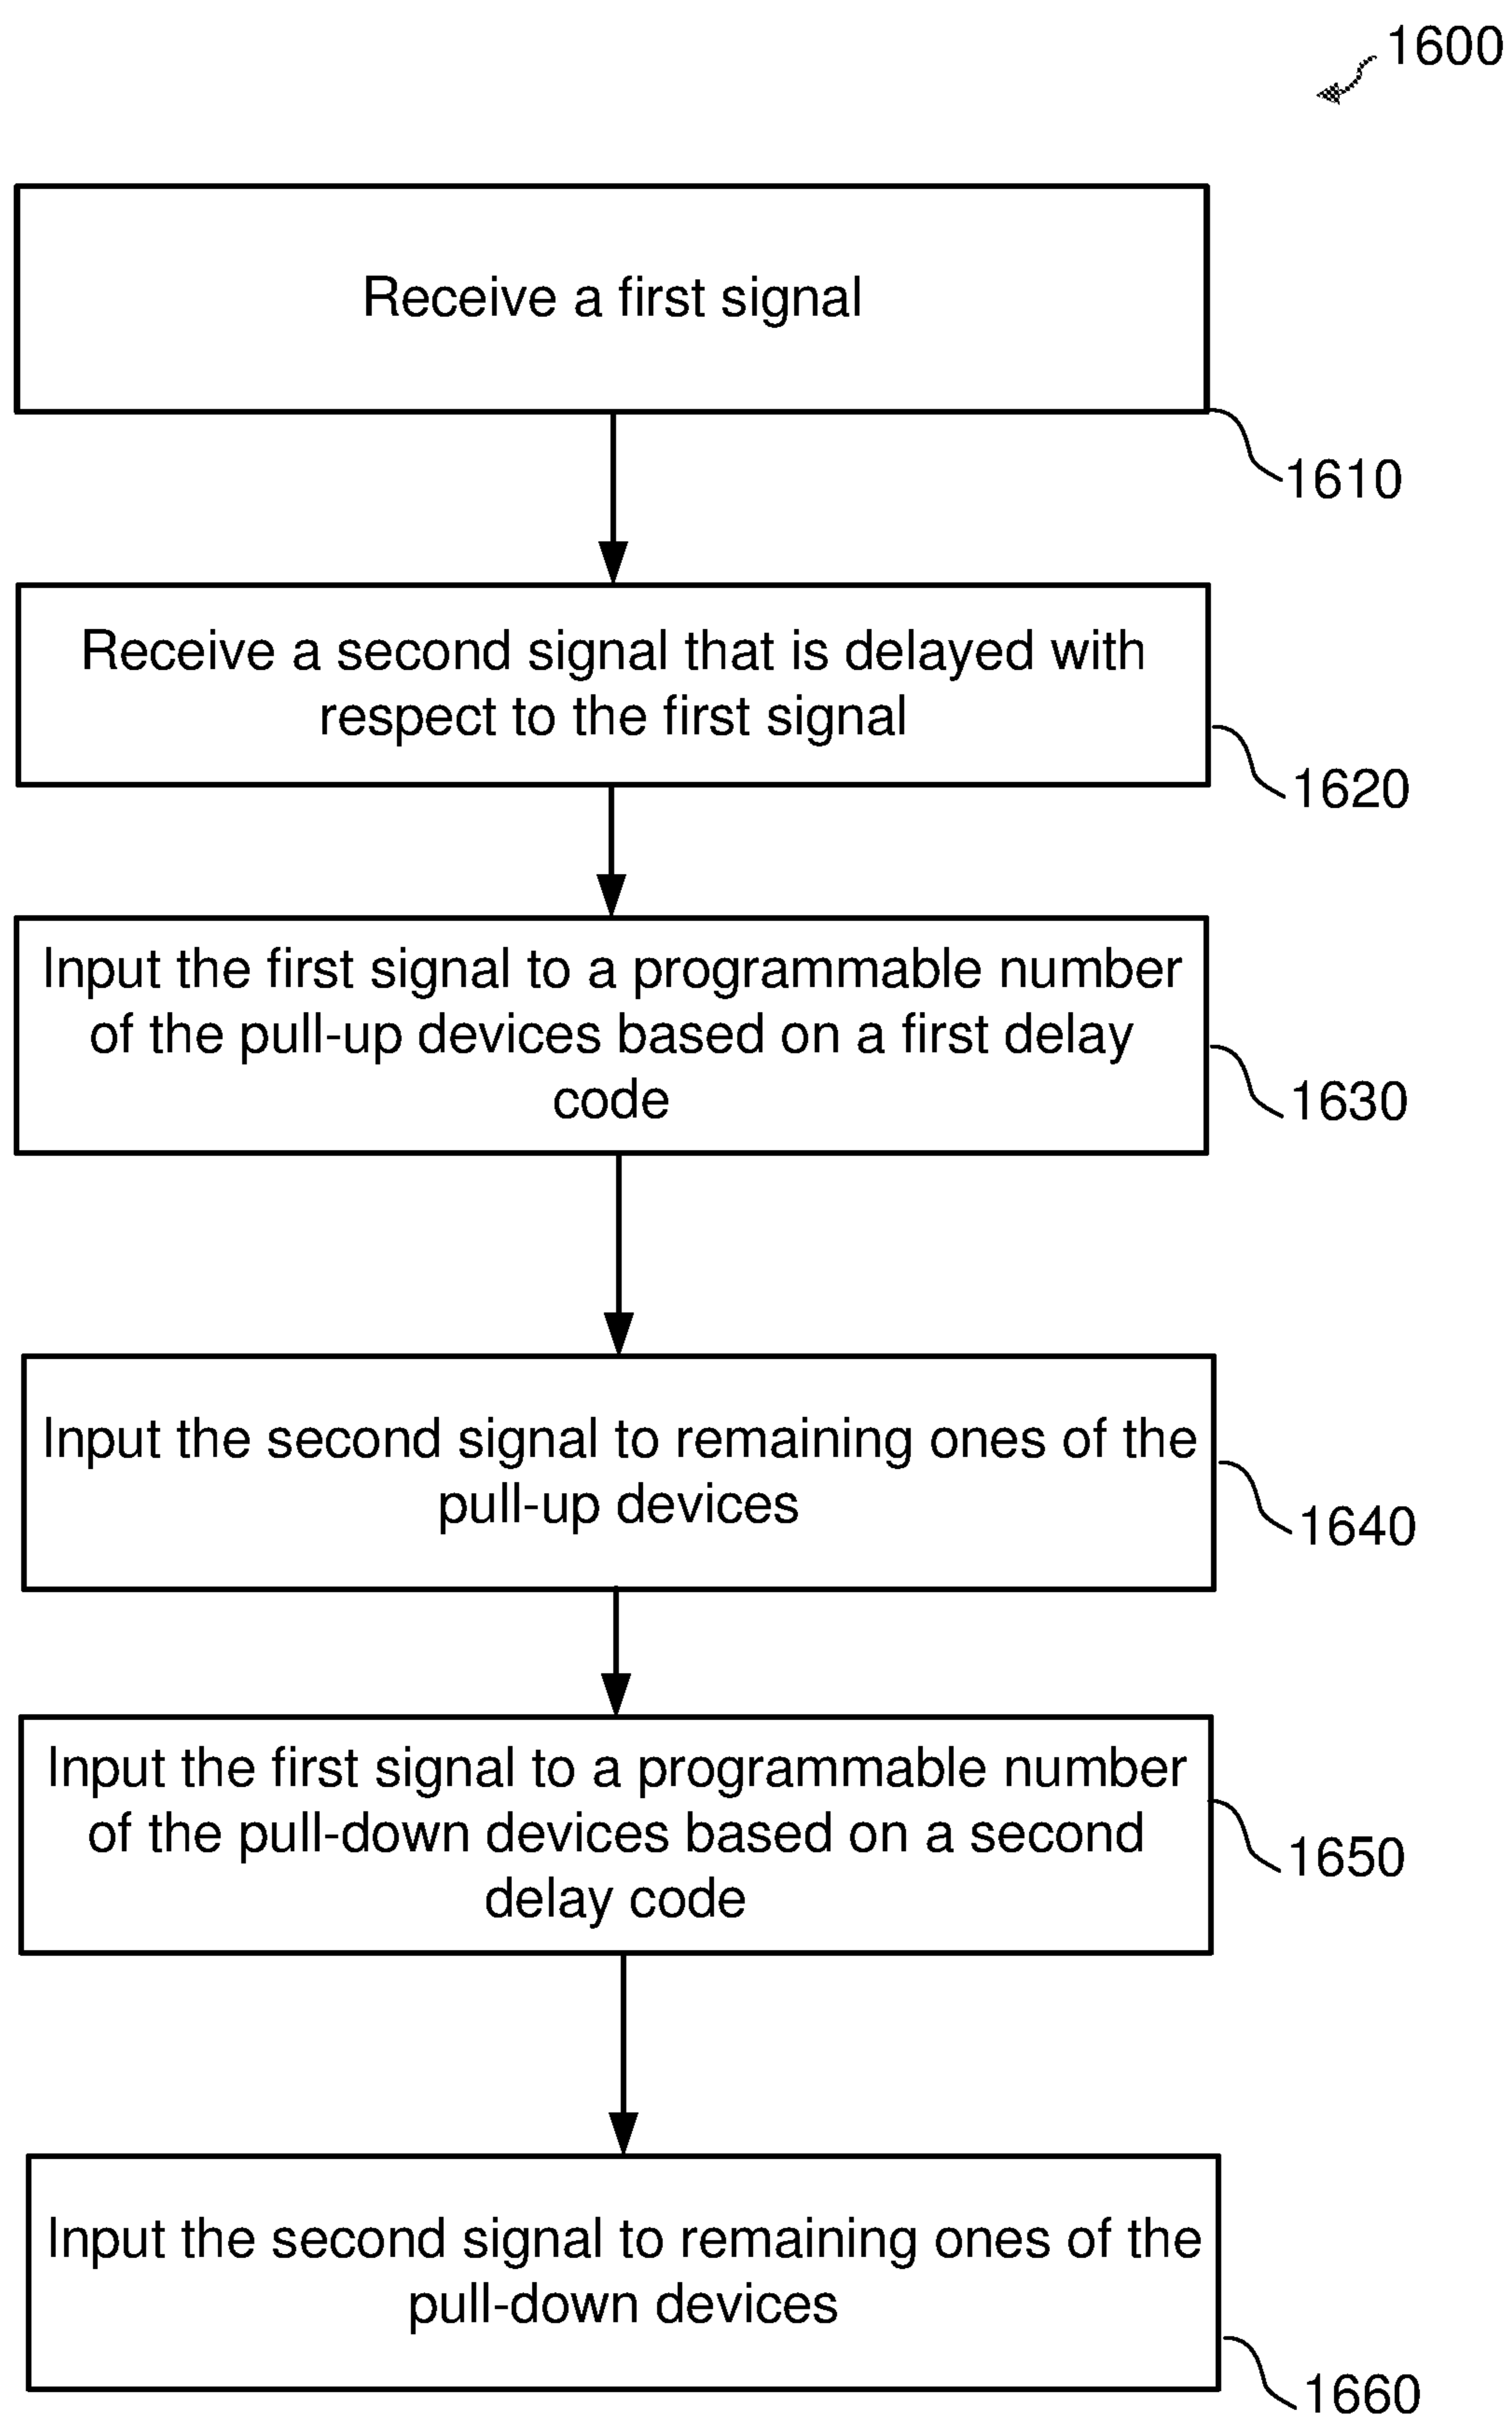 1600
Receive a first signal
1610
Receive a second signal that is delayed with
respect to the first signal
1620
Input the first signal to a programmable number
of the pull-up devices based on a first delay
code
1630
Input the second signal to remaining ones of the
pull-up devices
1640
Input the first signal to a programmable number
of the pull-down devices based on a second
delay code
1650
Input the second signal to remaining ones of the
pull-down devices
1660